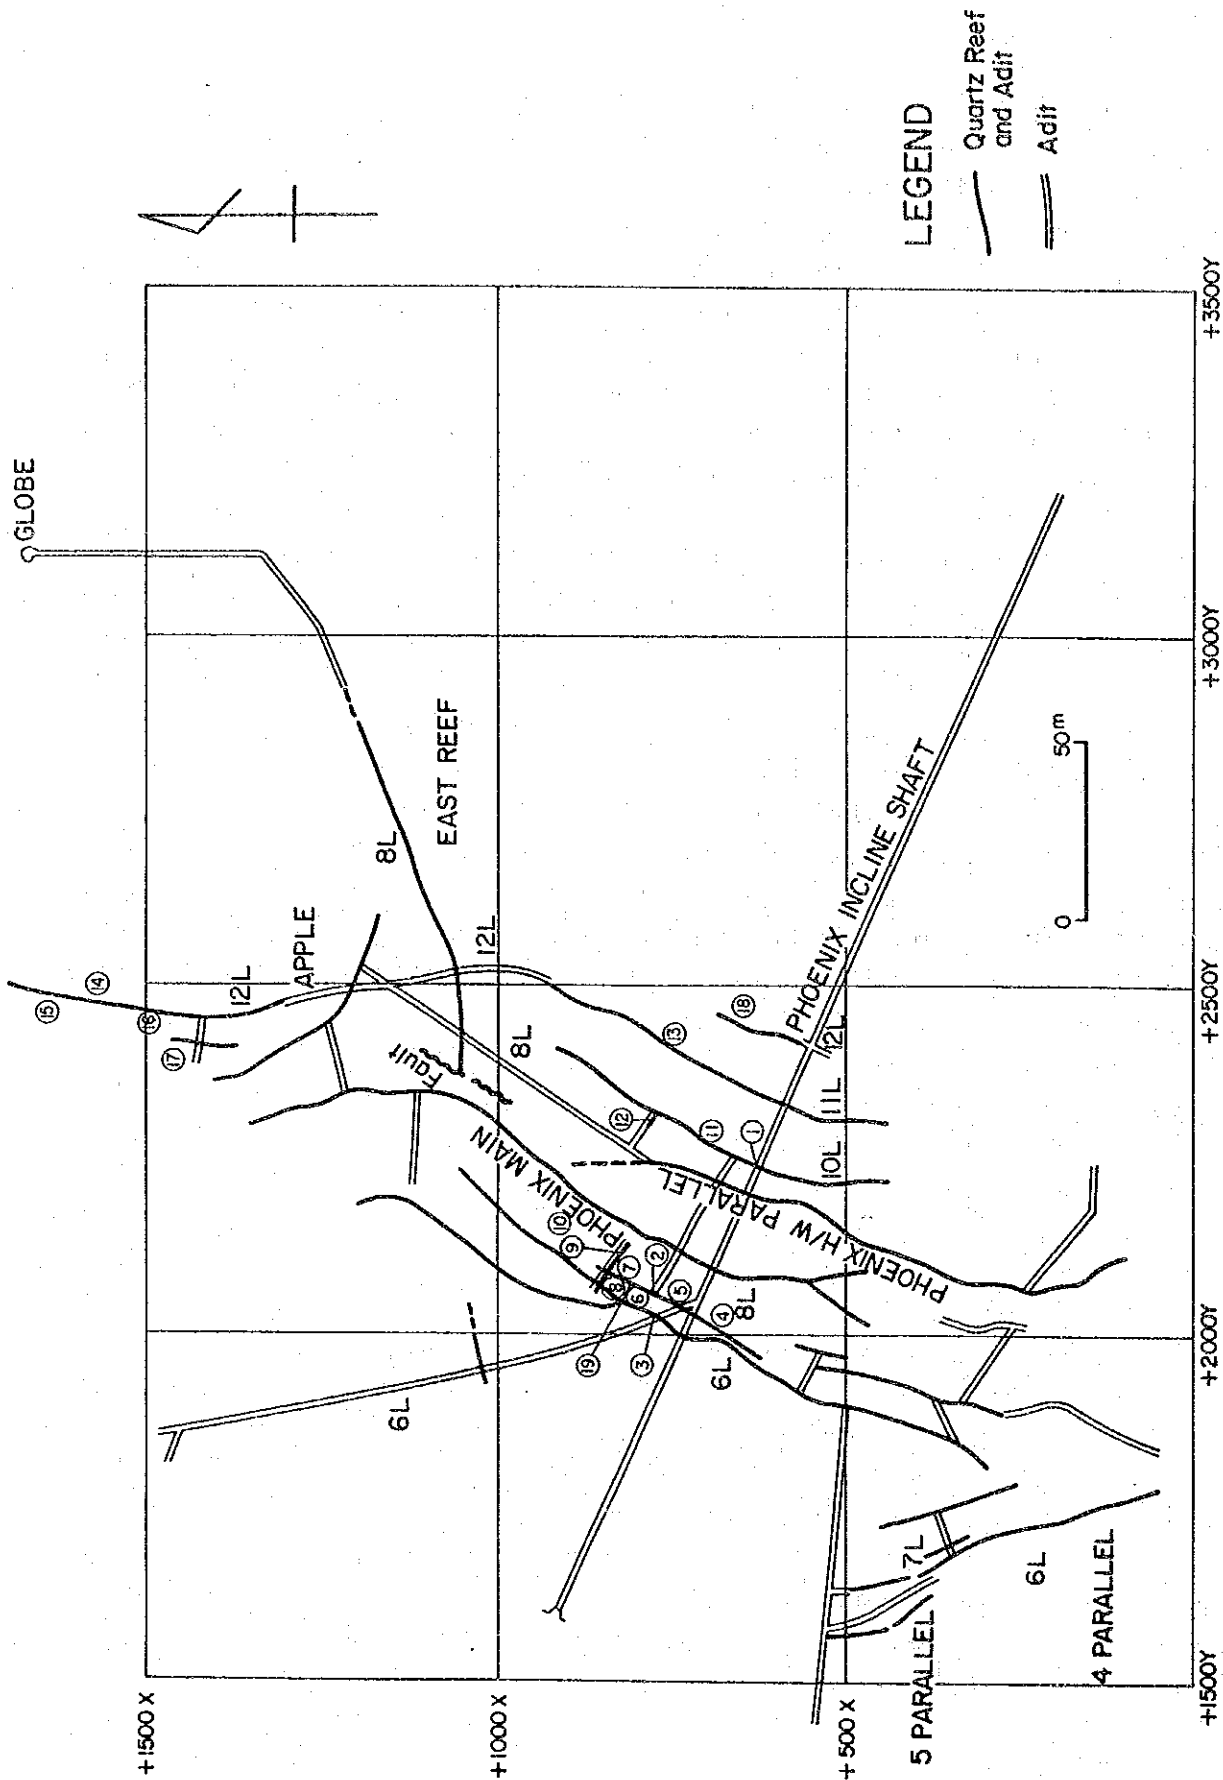 GLOBE
+1500X
+1000X
+500X
+1500Y
+2000Y
+2500Y
+3000Y
+3500Y
LEGEND
Quartz Reef
and Adit
Adit
0 50m
EAST REEF
8L
APPLE
12L
12L
14
15
16
17
Fault
8L
PHOENIX MAIN
PHOENIX H/W PARALLEL
PHOENIX INCLINE SHAFT
18
13
12
11
1
12L
11L
10L
10
9
8
7
6
2
5
4
3
19
8L
6L
6L
7L
6L
5 PARALLEL
4 PARALLEL